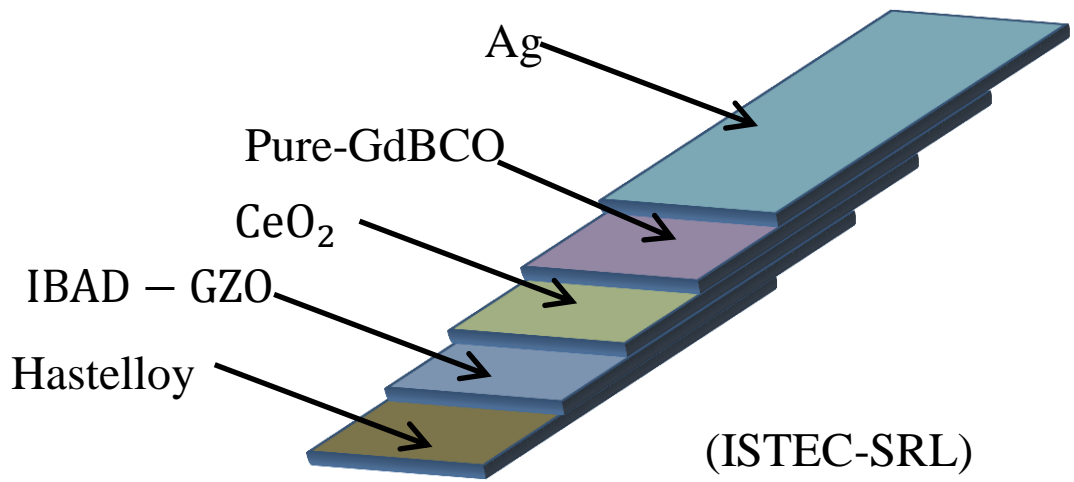 Ag
Pure-GdBCO
CeO₂
IBAD − GZO
Hastelloy
(ISTEC-SRL)